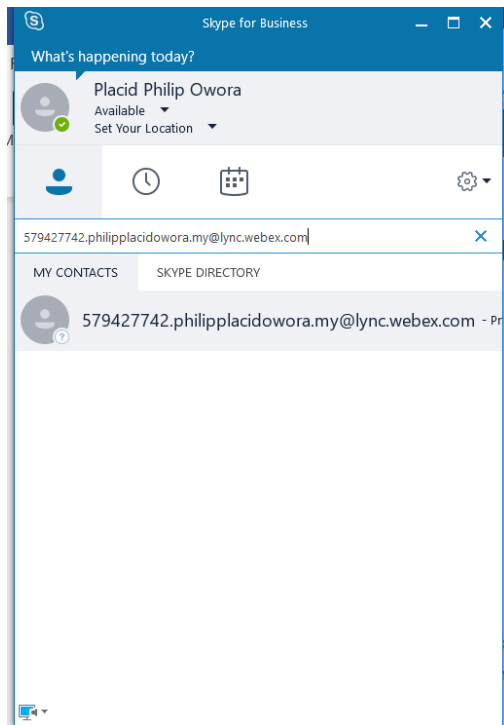 Skype for Business
What's happening today?
Placid Philip Owora
Available
Set Your Location
579427742.philipplacidowora.my@lync.webex.com
MY CONTACTS SKYPE DIRECTORY
579427742.philipplacidowora.my@lync.webex.com - Pr